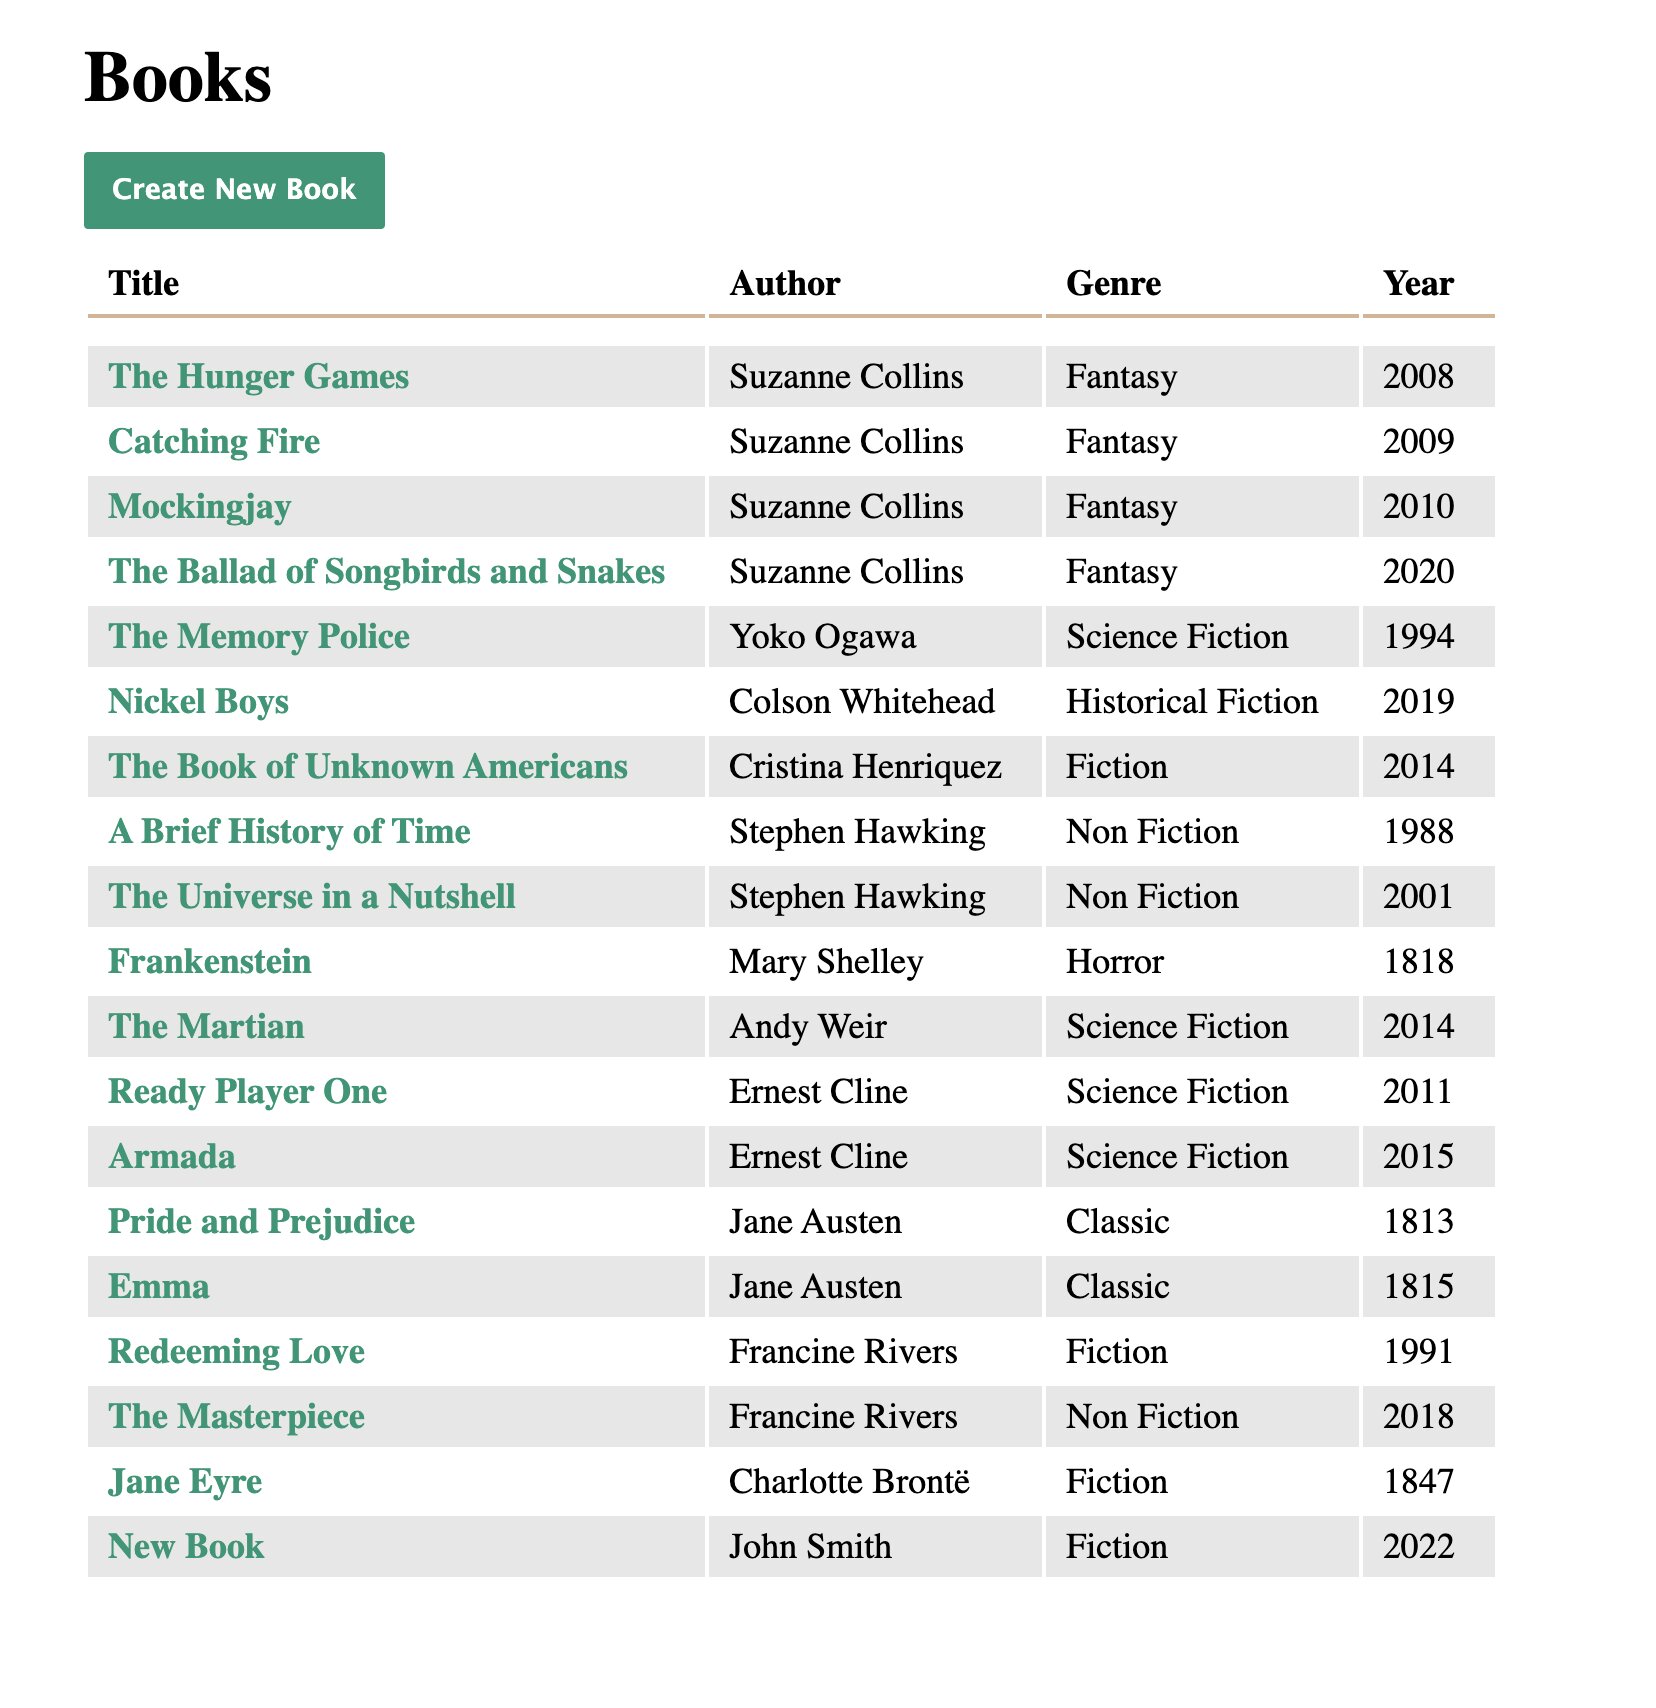 Books
Create New Book
Title Author Genre Year
The Hunger Games Suzanne Collins Fantasy 2008
Catching Fire Suzanne Collins Fantasy 2009
Mockingjay Suzanne Collins Fantasy 2010
The Ballad of Songbirds and Snakes Suzanne Collins Fantasy 2020
The Memory Police Yoko Ogawa Science Fiction 1994
Nickel Boys Colson Whitehead Historical Fiction 2019
The Book of Unknown Americans Cristina Henriquez Fiction 2014
A Brief History of Time Stephen Hawking Non Fiction 1988
The Universe in a Nutshell Stephen Hawking Non Fiction 2001
Frankenstein Mary Shelley Horror 1818
The Martian Andy Weir Science Fiction 2014
Ready Player One Ernest Cline Science Fiction 2011
Armada Ernest Cline Science Fiction 2015
Pride and Prejudice Jane Austen Classic 1813
Emma Jane Austen Classic 1815
Redeeming Love Francine Rivers Fiction 1991
The Masterpiece Francine Rivers Non Fiction 2018
Jane Eyre Charlotte Brontë Fiction 1847
New Book John Smith Fiction 2022